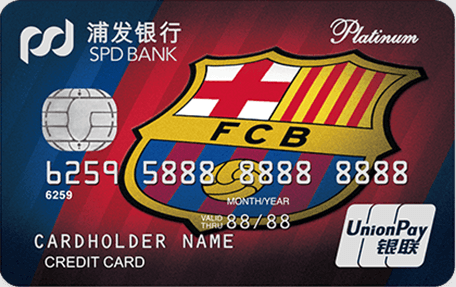 浦发银行
SPD BANK
Platinum
FCB
6259 5888 8888 8888
6259
MONTH/YEAR
VALID
THRU
88/88
CARDHOLDER NAME
CREDIT CARD
UnionPay
银联